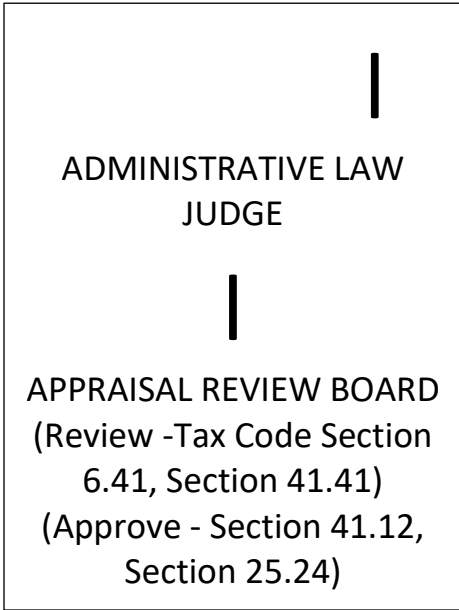 ADMINISTRATIVE LAW
JUDGE
APPRAISAL REVIEW BOARD
(Review -Tax Code Section
6.41, Section 41.41)
(Approve - Section 41.12,
Section 25.24)